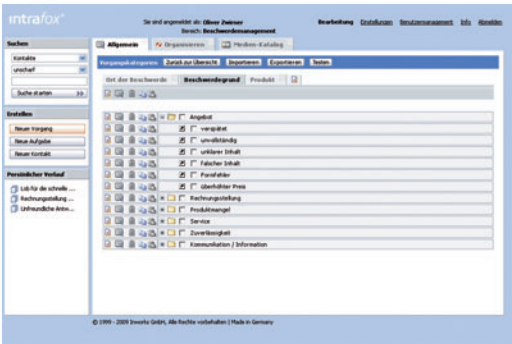 intrafox
Sie sind angemeldet als: Oliver Zwirner
Bereich: Beschwerdemanagement
Bearbeitung Einstellungen Benutzermanagement Info Abmelden
Suchen
Kontakte
unscharf
Suche starten >>
Erstellen
Neuer Vorgang
Neue Aufgabe
Neuer Kontakt
Persönlicher Verlauf
Lob für die schnelle ...
Rechnungsstellung ...
Unfreundliche Antw...
Allgemein Organisieren Medien-Katalog
Vorgangskategorien Zurück zur Übersicht Importieren Exportieren Testen
Ort der Beschwerde Beschwerdegrund Produkt
Angebot
verspätet
unvollständig
unklarer Inhalt
Falscher Inhalt
Formfehler
überhöhter Preis
Rechnungsstellung
Produktmangel
Service
Zuverlässigkeit
Kommunikation / Information
© 1999 - 2009 Inworks GmbH, Alle Rechte vorbehalten | Made in Germany